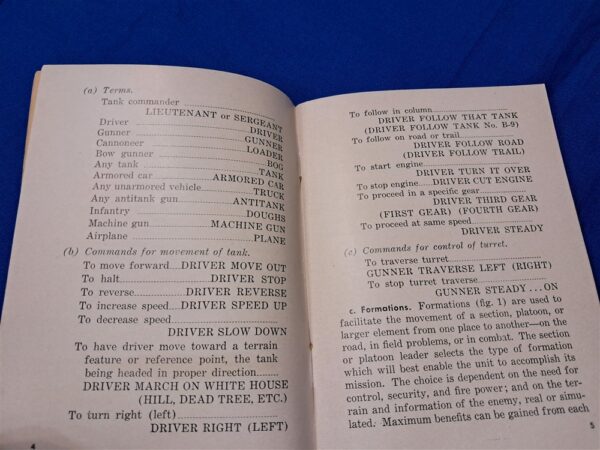 (a) Terms.
Tank commander
LIEUTENANT or SERGEANT
Driver DRIVER
Gunner GUNNER
Cannoneer LOADER
Bow gunner BOG
Any tank TANK
Armored car ARMORED CAR
Any unarmored vehicle TRUCK
Any antitank gun ANTITANK
Infantry DOUGHS
Machine gun MACHINE GUN
Airplane PLANE
(b) Commands for movement of tank.
To move forward....DRIVER MOVE OUT
To halt DRIVER STOP
To reverse DRIVER REVERSE
To increase speed....DRIVER SPEED UP
To decrease speed
DRIVER SLOW DOWN
To have driver move toward a terrain
feature or reference point, the tank
being headed in proper direction
DRIVER MARCH ON WHITE HOUSE
(HILL, DEAD TREE, ETC.)
To turn right (left)
DRIVER RIGHT (LEFT)
4
To follow in column
DRIVER FOLLOW THAT TANK
(DRIVER FOLLOW TANK No. B-9)
To follow on road or trail
DRIVER FOLLOW ROAD
(DRIVER FOLLOW TRAIL)
To start engine
DRIVER TURN IT OVER
To stop engine.....DRIVER CUT ENGINE
To proceed in a specific gear
DRIVER THIRD GEAR
(FIRST GEAR) (FOURTH GEAR)
To proceed at same speed
DRIVER STEADY
(c) Commands for control of turret.
To traverse turret
GUNNER TRAVERSE LEFT (RIGHT)
To stop turret traverse
GUNNER STEADY...ON
c. Formations. Formations (fig. 1) are used to
facilitate the movement of a section, platoon, or
larger element from one place to another—on the
road, in field problems, or in combat. The section
or platoon leader selects the type of formation
which will best enable the unit to accomplish its
mission. The choice is dependent on the need for
control, security, and fire power; and on the ter-
rain and information of the enemy, real or simu-
lated. Maximum benefits can be gained from each
5